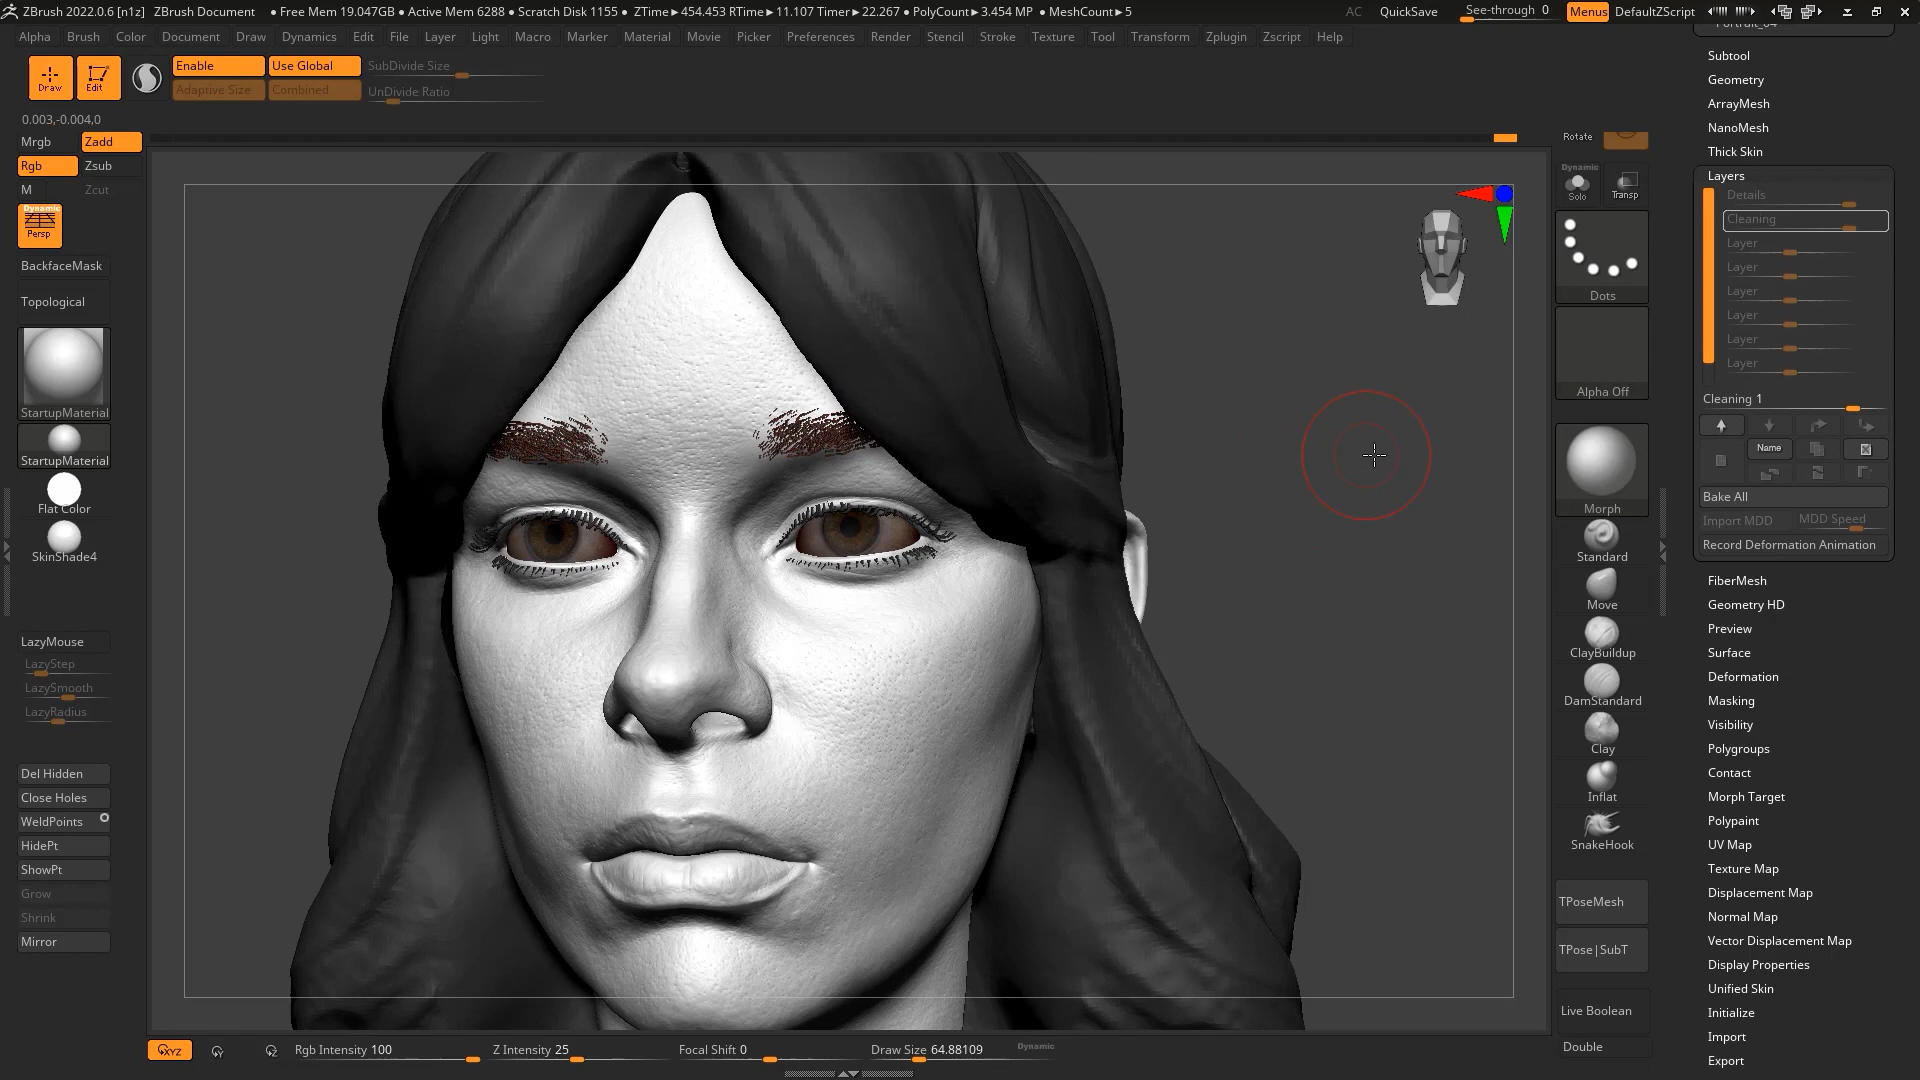 ZBrush 2022.0.6 [n1z] ZBrush Document ● Free Mem 19.047GB ● Active Mem 6288 ● Scratch Disk 1155 ● ZTime►454.453 RTime►11.107 Timer►22.267 ● PolyCount►3.454 MP ● MeshCount►5
AC QuickSave See-through 0 Menus DefaultZScript
Alpha Brush Color Document Draw Dynamics Edit File Layer Light Macro Marker Material Movie Picker Preferences Render Stencil Stroke Texture Tool Transform Zplugin Zscript Help
Draw
Edit
Enable
Use Global
SubDivide Size
Adaptive Size
Combined
UnDivide Ratio
0.003,-0.004,0
Mrgb
Zadd
Rgb
Zsub
M
Zcut
Dynamic
Persp
BackfaceMask
Topological
StartupMaterial
StartupMaterial
Flat Color
SkinShade4
LazyMouse
LazyStep
LazySmooth
LazyRadius
Del Hidden
Close Holes
WeldPoints
HidePt
ShowPt
Grow
Shrink
Mirror
XYZ
Y
Z
Rgb Intensity 100
Z Intensity 25
Focal Shift 0
Draw Size 64.88109
Dynamic
Rotate
Dynamic
Solo
Transp
Dots
Alpha Off
Morph
Standard
Move
ClayBuildup
DamStandard
Clay
Inflat
SnakeHook
TPoseMesh
TPose|SubT
Live Boolean
Double
Subtool
Geometry
ArrayMesh
NanoMesh
Thick Skin
Layers
Details
Cleaning
Layer
Layer
Layer
Layer
Layer
Layer
Cleaning 1
Name
Bake All
Import MDD
MDD Speed
Record Deformation Animation
FiberMesh
Geometry HD
Preview
Surface
Deformation
Masking
Visibility
Polygroups
Contact
Morph Target
Polypaint
UV Map
Texture Map
Displacement Map
Normal Map
Vector Displacement Map
Display Properties
Unified Skin
Initialize
Import
Export